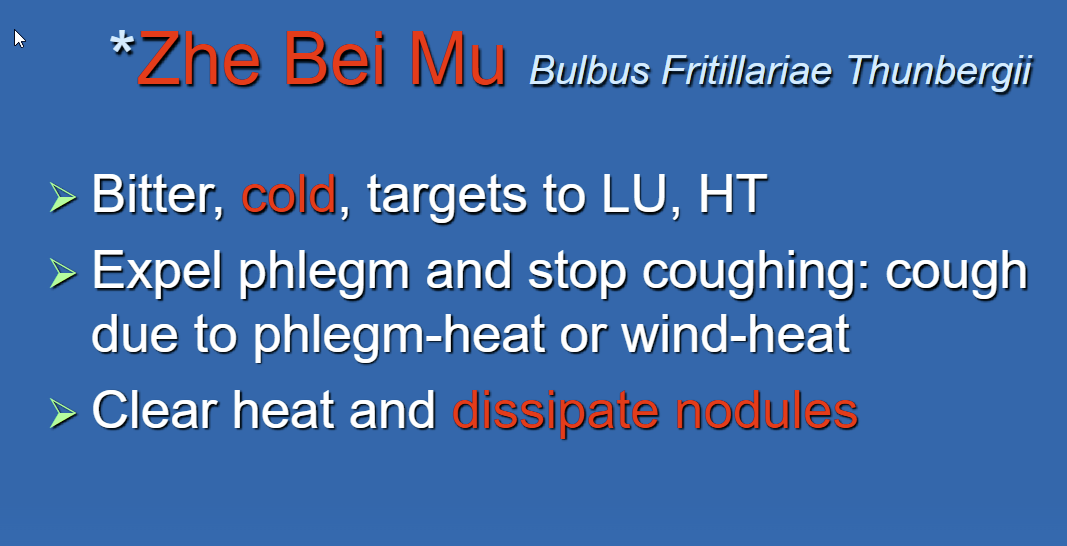 *Zhe Bei Mu Bulbus Fritillariae Thunbergii
Bitter, cold, targets to LU, HT
Expel phlegm and stop coughing: cough
due to phlegm-heat or wind-heat
Clear heat and dissipate nodules